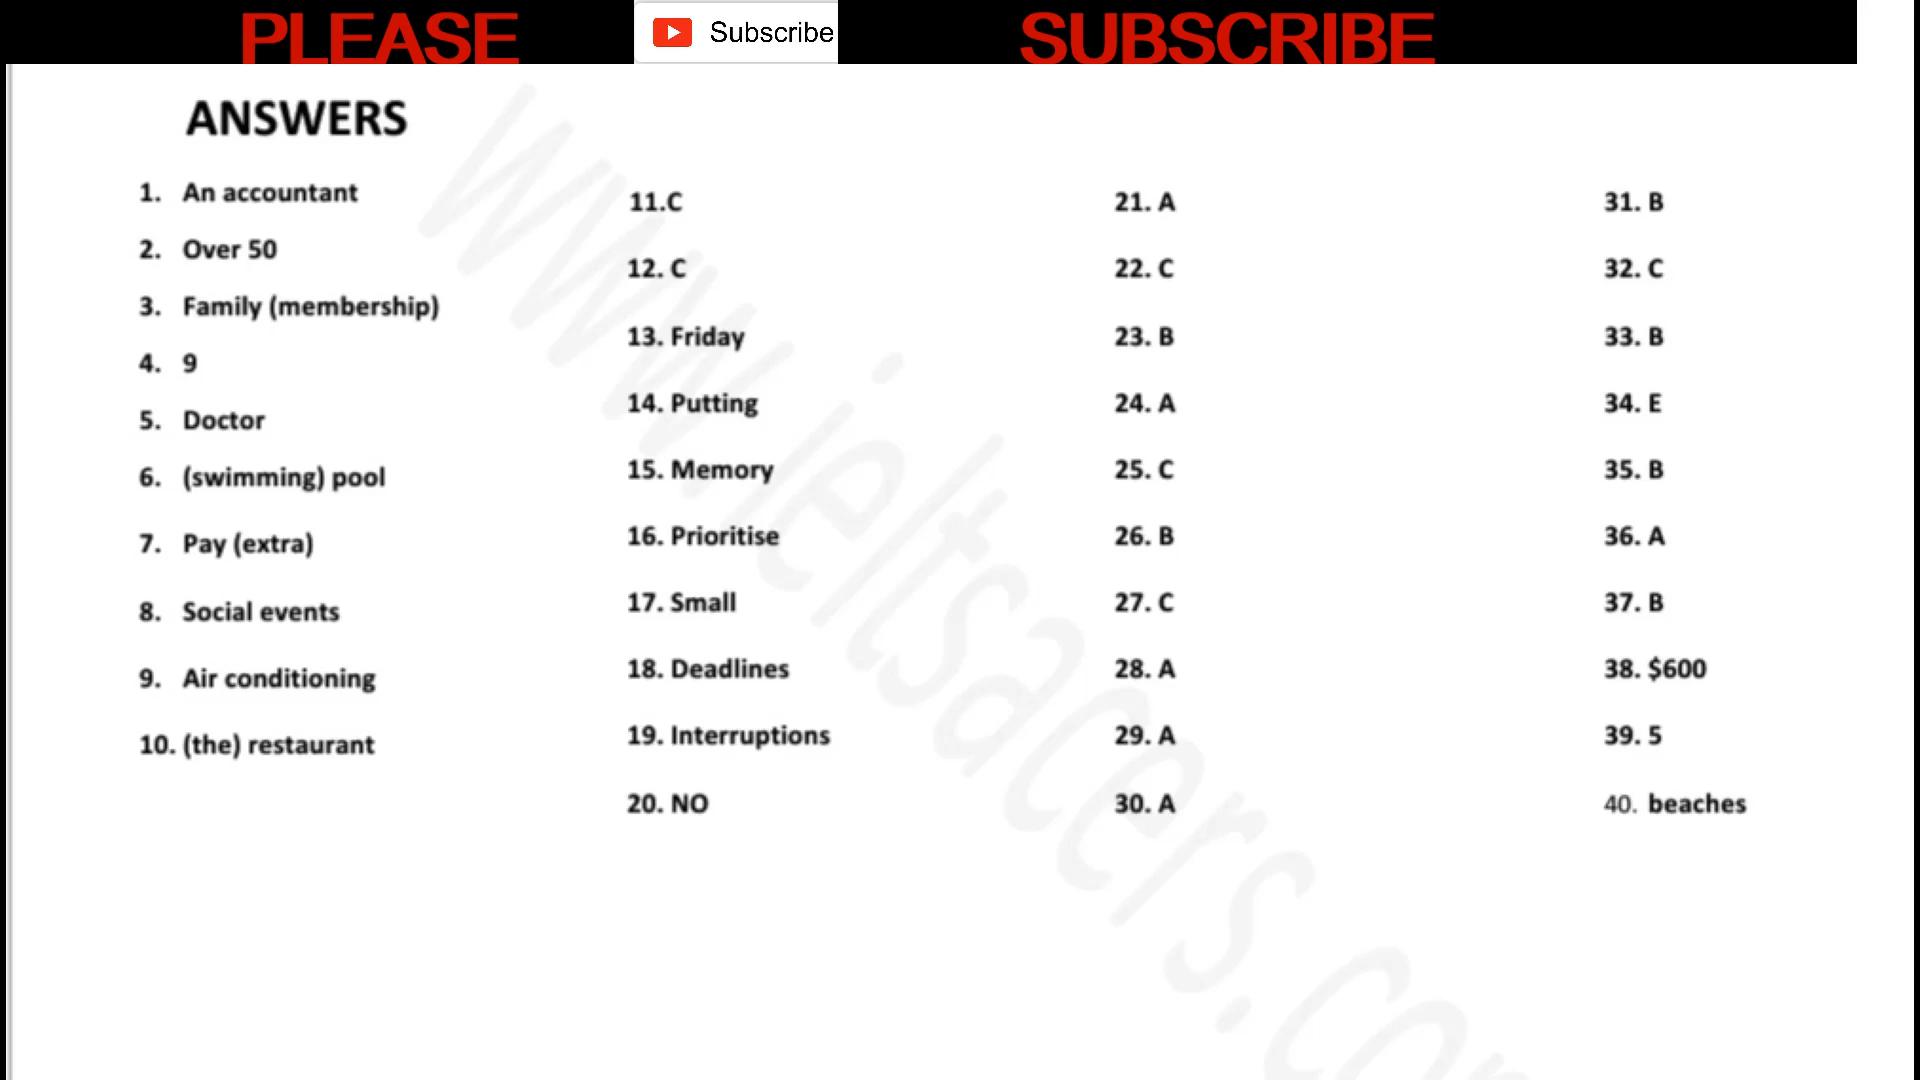 PLEASE
Subscribe
SUBSCRIBE
ANSWERS
1. An accountant
2. Over 50
3. Family (membership)
4. 9
5. Doctor
6. (swimming) pool
7. Pay (extra)
8. Social events
9. Air conditioning
10. (the) restaurant
11.C
12. C
13. Friday
14. Putting
15. Memory
16. Prioritise
17. Small
18. Deadlines
19. Interruptions
20. NO
21. A
22. C
23. B
24. A
25. C
26. B
27. C
28. A
29. A
30. A
31. B
32. C
33. B
34. E
35. B
36. A
37. B
38. $600
39. 5
40. beaches
www.ieltsacers.com